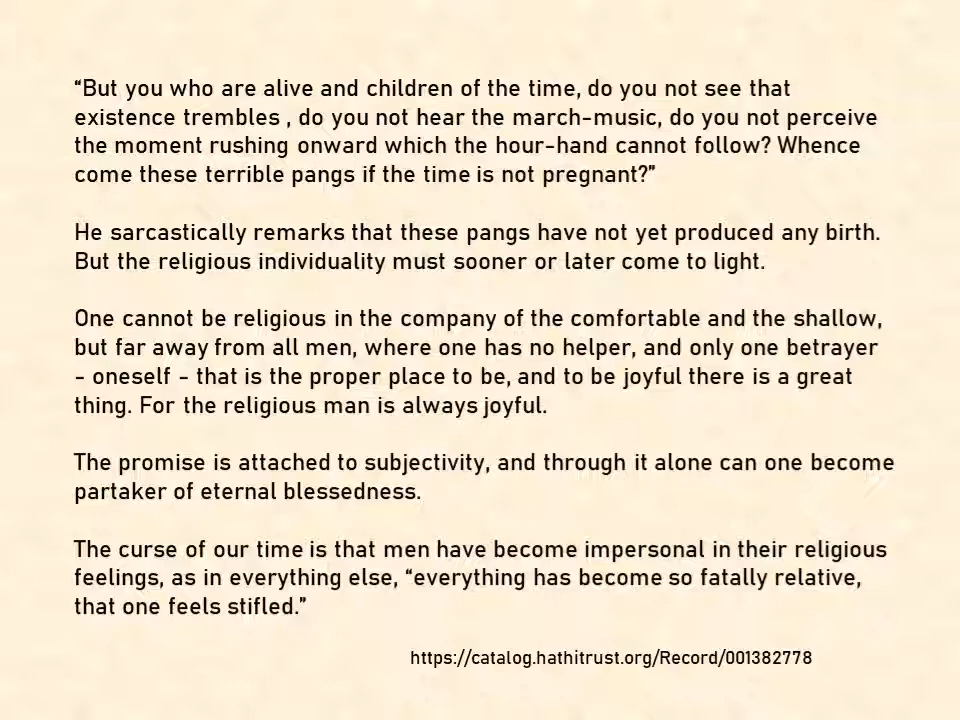 “But you who are alive and children of the time, do you not see that
existence trembles , do you not hear the march-music, do you not perceive
the moment rushing onward which the hour-hand cannot follow? Whence
come these terrible pangs if the time is not pregnant?”
He sarcastically remarks that these pangs have not yet produced any birth.
But the religious individuality must sooner or later come to light.
One cannot be religious in the company of the comfortable and the shallow,
but far away from all men, where one has no helper, and only one betrayer
- oneself - that is the proper place to be, and to be joyful there is a great
thing. For the religious man is always joyful.
The promise is attached to subjectivity, and through it alone can one become
partaker of eternal blessedness.
The curse of our time is that men have become impersonal in their religious
feelings, as in everything else, “everything has become so fatally relative,
that one feels stifled.”
https://catalog.hathitrust.org/Record/001382778